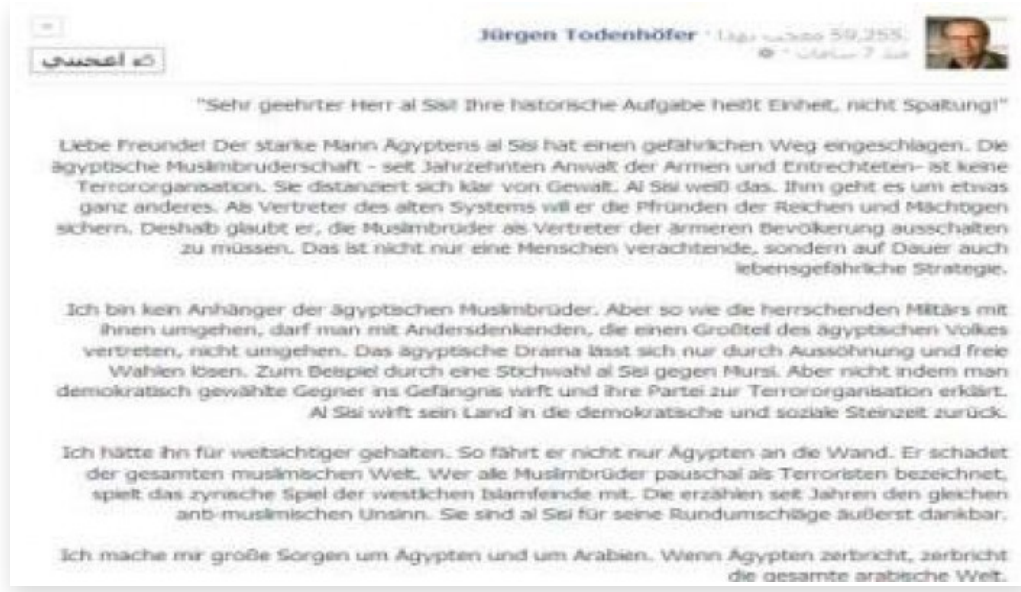 Jürgen Todenhöfer · 59,255 معجب بهذا.
منذ 7 ساعات ·
أعجبني
"Sehr geehrter Herr al Sisi! Ihre historische Aufgabe heißt Einheit, nicht Spaltung!"
Liebe Freunde! Der starke Mann Ägyptens al Sisi hat einen gefährlichen Weg eingeschlagen. Die
ägyptische Muslimbruderschaft - seit Jahrzehnten Anwalt der Armen und Entrechteten- ist keine
Terrororganisation. Sie distanziert sich klar von Gewalt. Al Sisi weiß das. Ihm geht es um etwas
ganz anderes. Als Vertreter des alten Systems will er die Pfründen der Reichen und Mächtigen
sichern. Deshalb glaubt er, die Muslimbrüder als Vertreter der ärmeren Bevölkerung ausschalten
zu müssen. Das ist nicht nur eine Menschen verachtende, sondern auf Dauer auch
lebensgefährliche Strategie.
Ich bin kein Anhänger der ägyptischen Muslimbrüder. Aber so wie die herrschenden Militärs mit
ihnen umgehen, darf man mit Andersdenkenden, die einen Großteil des ägyptischen Volkes
vertreten, nicht umgehen. Das ägyptische Drama lässt sich nur durch Aussöhnung und freie
Wahlen lösen. Zum Beispiel durch eine Stichwahl al Sisi gegen Mursi. Aber nicht indem man
demokratisch gewählte Gegner ins Gefängnis wirft und ihre Partei zur Terrororganisation erklärt.
Al Sisi wirft sein Land in die demokratische und soziale Steinzeit zurück.
Ich hätte ihn für weitsichtiger gehalten. So fährt er nicht nur Ägypten an die Wand. Er schadet
der gesamten muslimischen Welt. Wer alle Muslimbrüder pauschal als Terroristen bezeichnet,
spielt das zynische Spiel der westlichen Islamfeinde mit. Die erzählen seit Jahren den gleichen
anti-muslimischen Unsinn. Sie sind al Sisi für seine Rundumschläge äußerst dankbar.
Ich mache mir große Sorgen um Ägypten und um Arabien. Wenn Ägypten zerbricht, zerbricht
die gesamte arabische Welt.